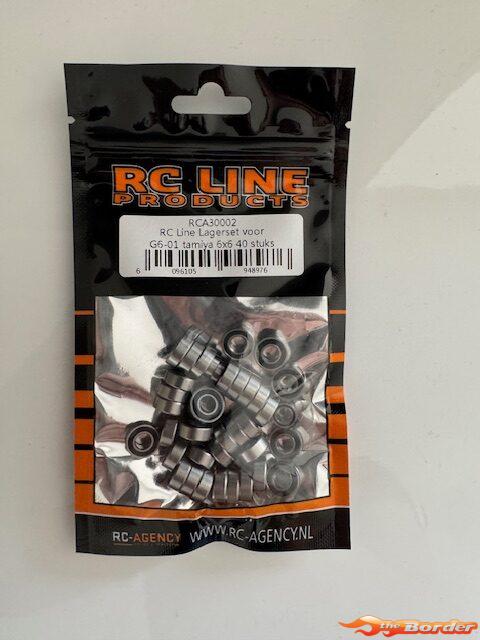 RC LINE
PRODUCTS
RCA30002
RC Line Lagerset voor
G6-01 tamiya 6x6 40 stuks
6 096105 948976
RC-AGENCY
WWW.RC-AGENCY.NL
the Border